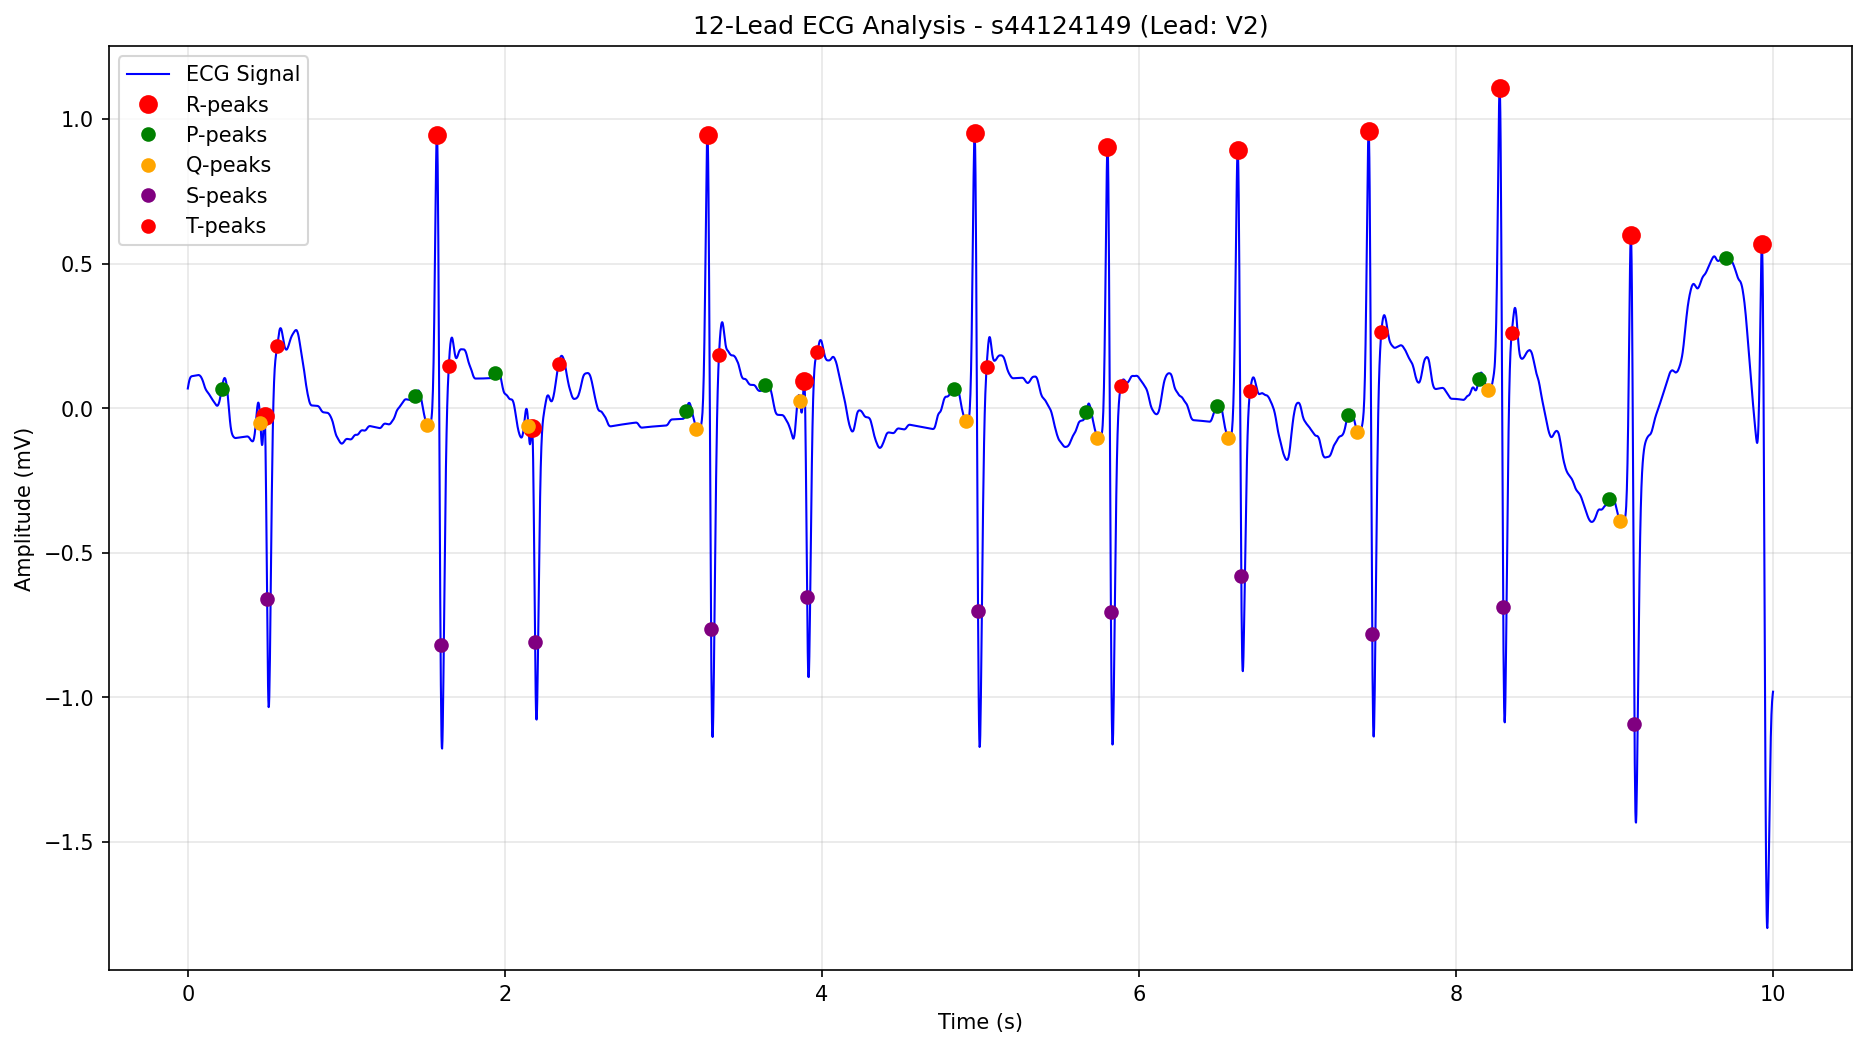 12-Lead ECG Analysis - s44124149 (Lead: V2)
ECG Signal
R-peaks
P-peaks
Q-peaks
S-peaks
T-peaks
1.0
0.5
0.0
−0.5
−1.0
−1.5
Amplitude (mV)
0 2 4 6 8 10
Time (s)